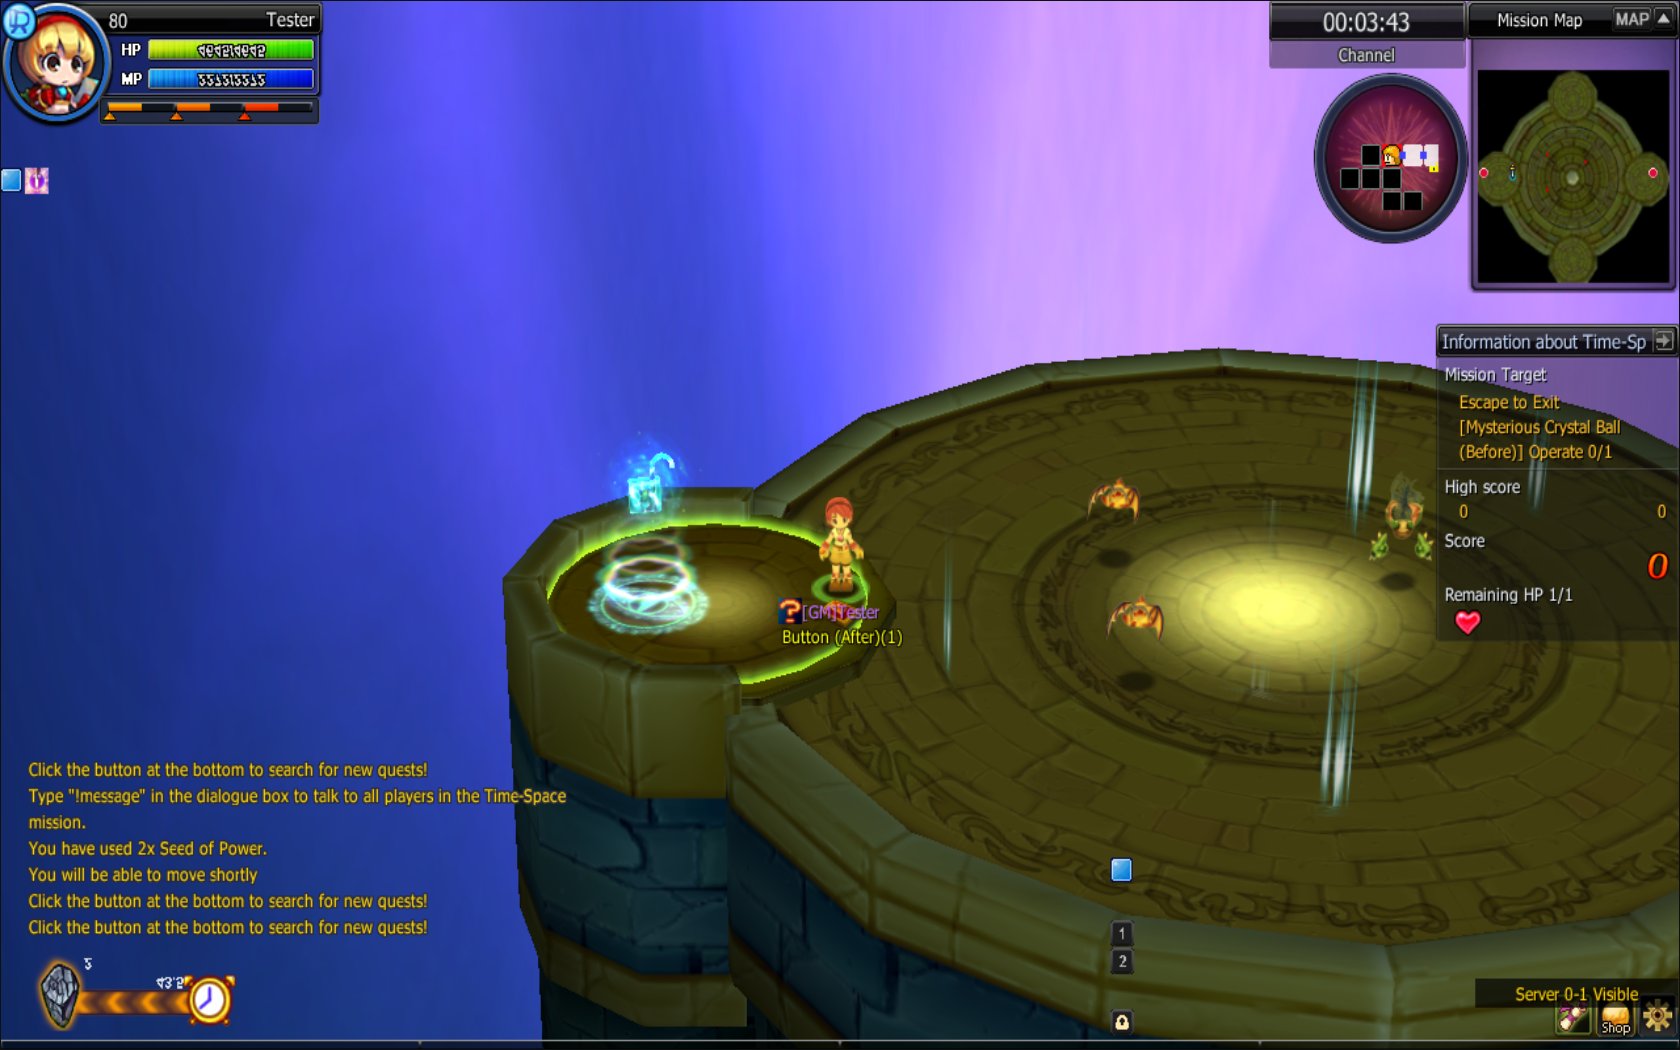 80 Tester
HP
MP
00:03:43
Channel
Mission Map MAP
Information about Time-Sp
Mission Target
Escape to Exit
[Mysterious Crystal Ball
(Before)] Operate 0/1
High score
0 0
Score
0
Remaining HP 1/1
[GM]Tester
Button (After)(1)
Click the button at the bottom to search for new quests!
Type "!message" in the dialogue box to talk to all players in the Time-Space
mission.
You have used 2x Seed of Power.
You will be able to move shortly
Click the button at the bottom to search for new quests!
Click the button at the bottom to search for new quests!
1
2
Server 0-1 Visible
Shop